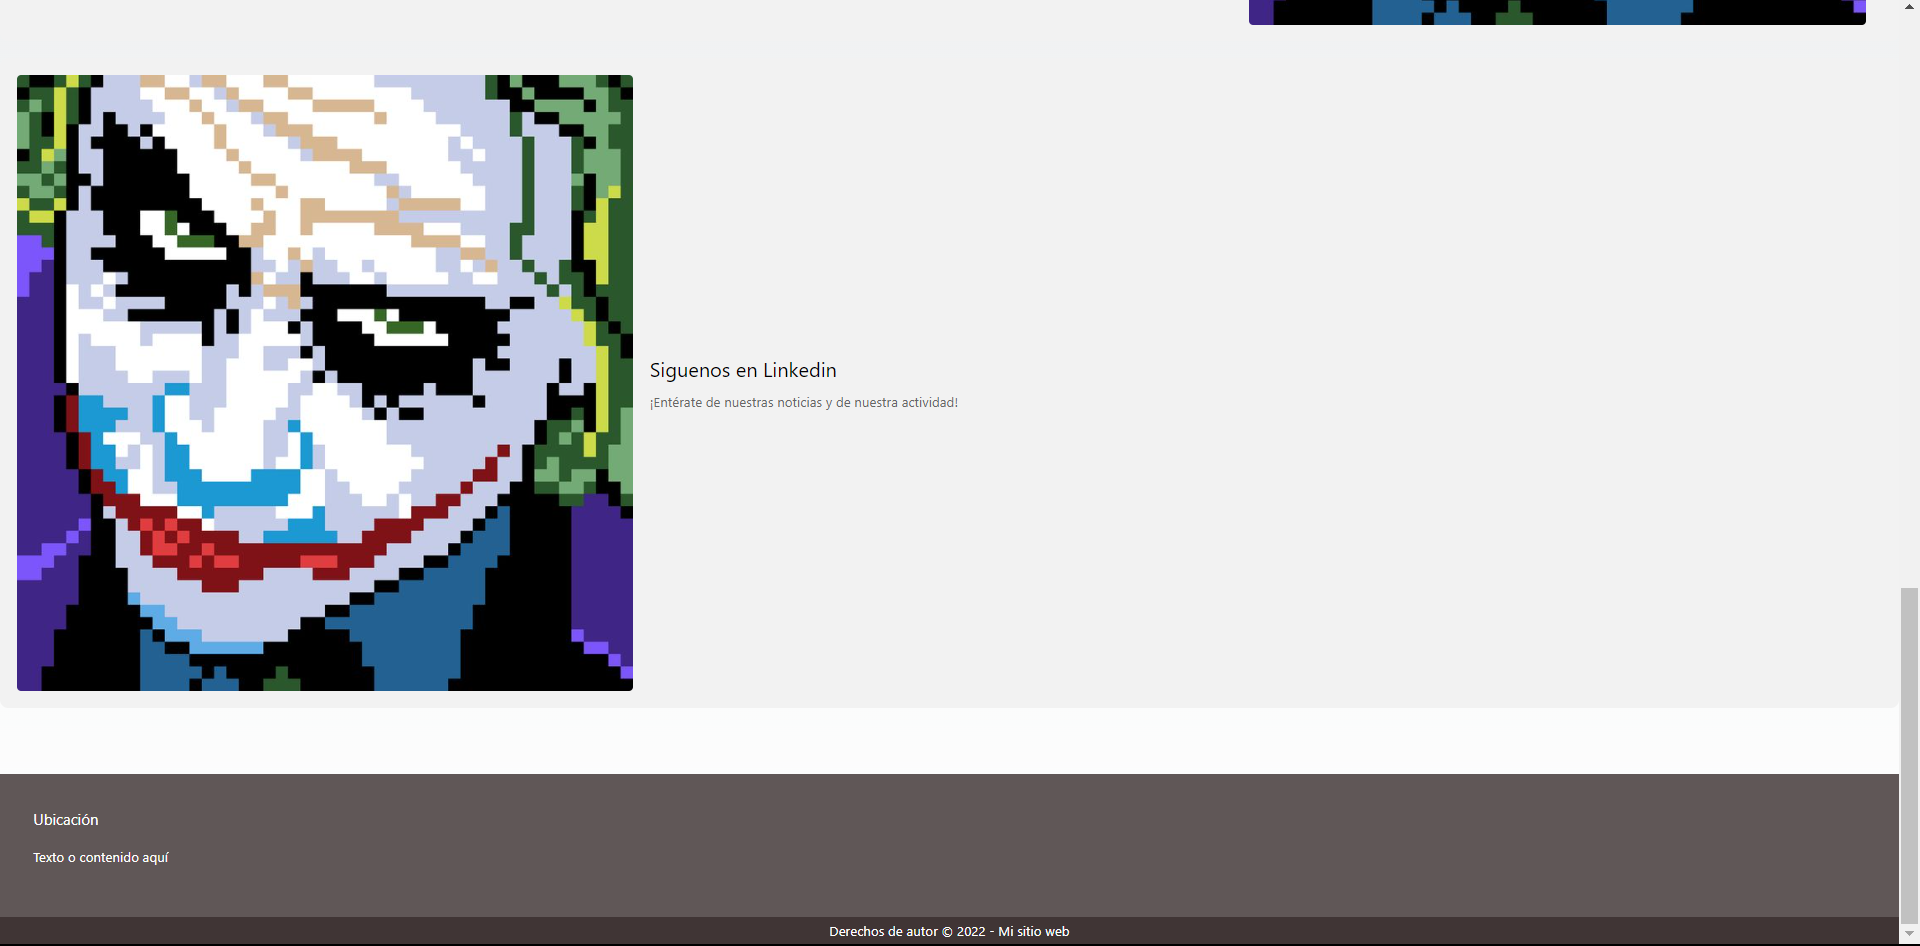 Siguenos en Linkedin
¡Entérate de nuestras noticias y de nuestra actividad!
Ubicación
Texto o contenido aquí
Derechos de autor © 2022 - Mi sitio web